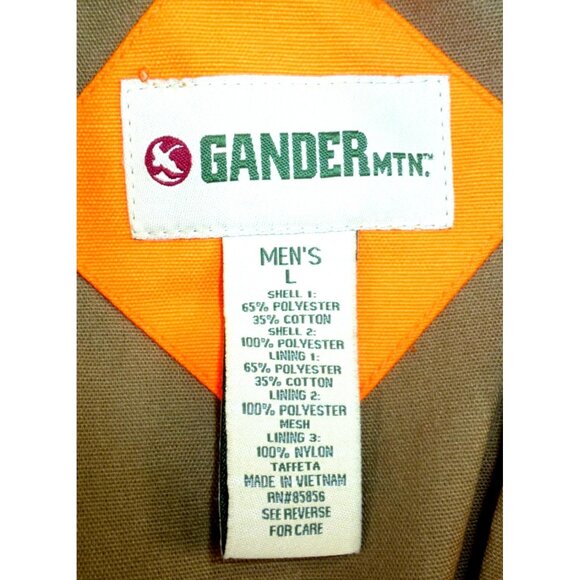 GANDER MTN.™
MEN'S
L
SHELL 1:
65% POLYESTER
35% COTTON
SHELL 2:
100% POLYESTER
LINING 1:
65% POLYESTER
35% COTTON
LINING 2:
100% POLYESTER
MESH
LINING 3:
100% NYLON
TAFFETA
MADE IN VIETNAM
RN#85856
SEE REVERSE
FOR CARE